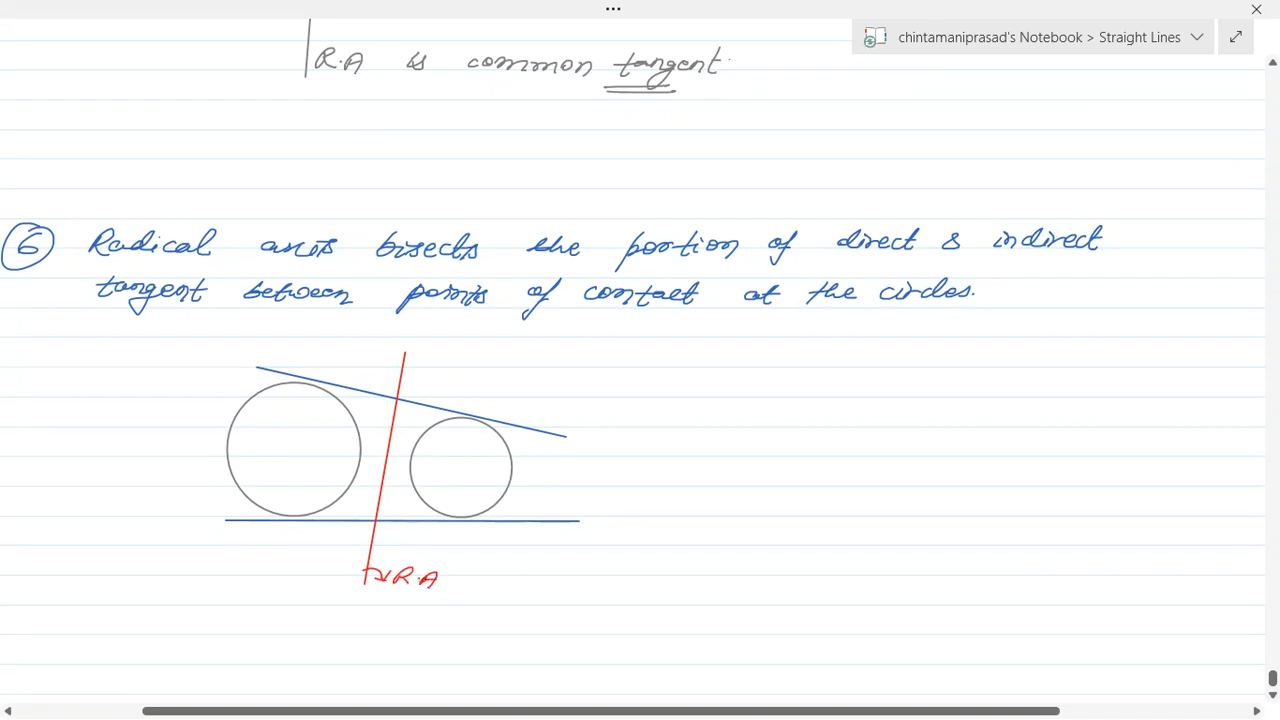 chintamaniprasad's Notebook > Straight Lines
R.A is common tangent.
6 Radical axis bisects the portion of direct & indirect
tangent between points of contact at the circles.
R.A